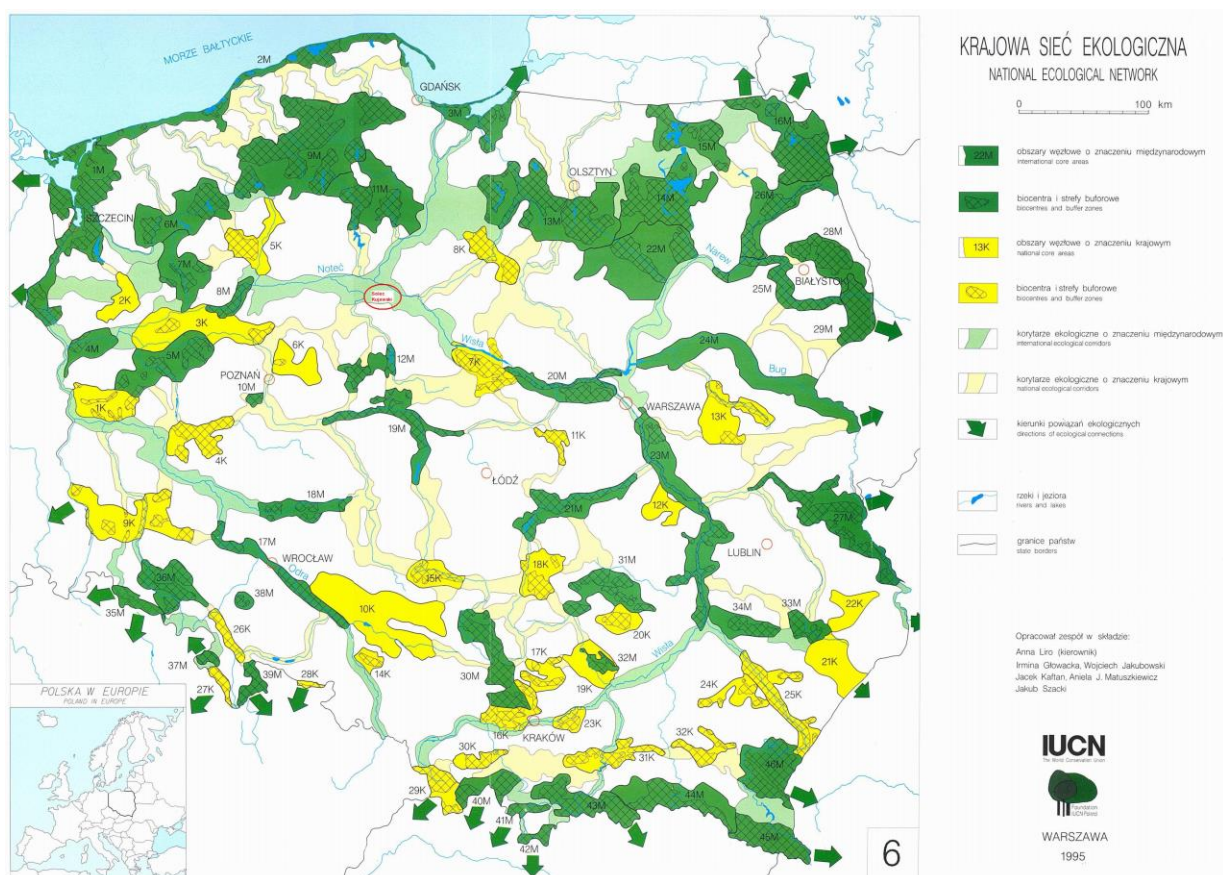 MORZE BAŁTYCKIE
2M
GDAŃSK
3M
1M
9M
15M
16M
OLSZTYN
SZCZECIN
11M
14M
26M
6M
13M
5K
8K
22M
28M
7M
Noteć
Narew
BIAŁYSTOK
8M
2K
25M
3K
29M
4M
5M
6K
12M
Wisła
7K
24M
POZNAŃ
10M
20M
Bug
WARSZAWA
1K
13K
19M
4K
11K
23M
ŁÓDŹ
18M
21M
12K
27M
9K
17M
WROCŁAW
LUBLIN
31M
Odra
15K
18K
36M
35M
38M
10K
34M
33M
22K
26K
20K
17K
32M
Wisła
21K
37M
39M
28K
14K
30M
19K
27K
24K
25K
23K
16K
KRAKÓW
30K
31K
32K
29K
46M
40M
43M
44M
41M
45M
42M
6
POLSKA W EUROPIE
POLAND IN EUROPE
KRAJOWA SIEĆ EKOLOGICZNA
NATIONAL ECOLOGICAL NETWORK
0 100 km
22M
obszary węzłowe o znaczeniu międzynarodowym
international core areas
biocentra i strefy buforowe
biocentres and buffer zones
13K
obszary węzłowe o znaczeniu krajowym
national core areas
biocentra i strefy buforowe
biocentres and buffer zones
korytarze ekologiczne o znaczeniu międzynarodowym
international ecological corridors
korytarze ekologiczne o znaczeniu krajowym
national ecological corridors
kierunki powiązań ekologicznych
directions of ecological connections
rzeki i jeziora
rivers and lakes
granice państw
state borders
Opracował zespół w składzie:
Anna Liro (kierownik)
Irmina Głowacka, Wojciech Jakubowski
Jacek Kaftan, Aniela J. Matuszkiewicz
Jakub Szacki
IUCN
The World Conservation Union
Foundation
IUCN Poland
WARSZAWA
1995